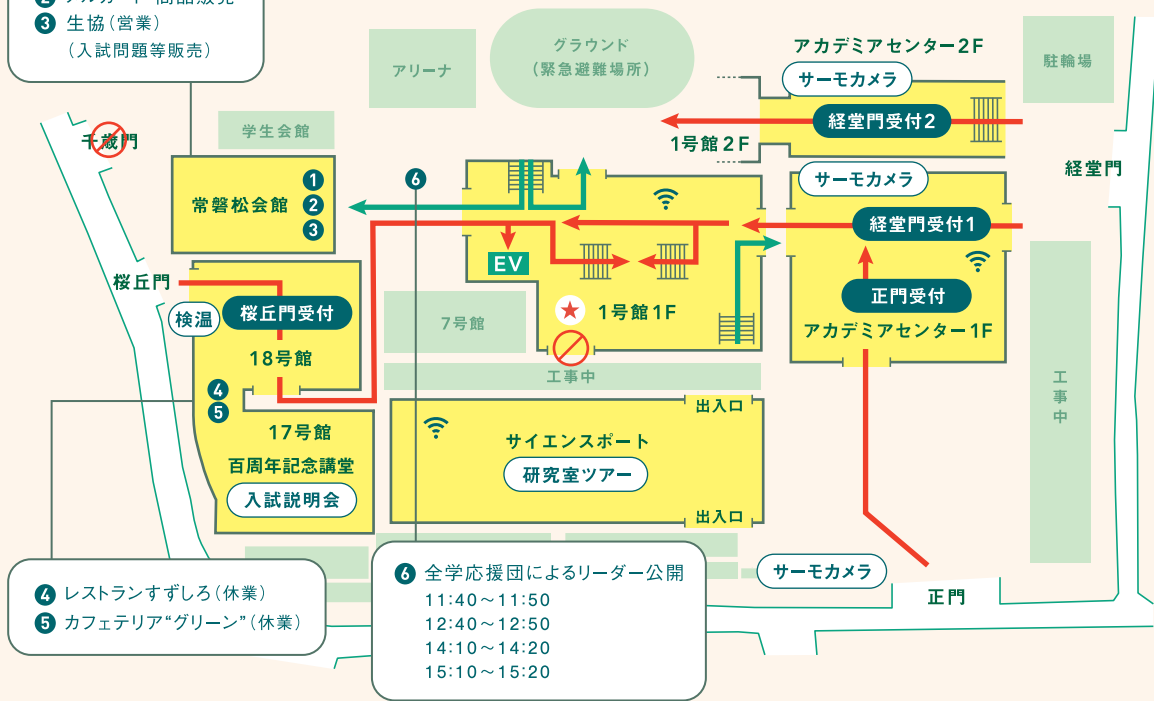 ❸ 生協(営業)
(入試問題等販売)
グラウンド
(緊急避難場所)
アリーナ
学生会館
アカデミアセンター2F
サーモカメラ
経堂門受付2
1号館2F
駐輪場
千歳門
経堂門
常磐松会館
❶
❷
❸
❻
サーモカメラ
経堂門受付1
正門受付
アカデミアセンター1F
EV
1号館1F
7号館
工事中
桜丘門
検温
桜丘門受付
18号館
❹
❺
17号館
百周年記念講堂
入試説明会
出入口
サイエンスポート
研究室ツアー
出入口
工事中
サーモカメラ
正門
❹ レストランすずしろ(休業)
❺ カフェテリア“グリーン”(休業)
❻ 全学応援団によるリーダー公開
11:40～11:50
12:40～12:50
14:10～14:20
15:10～15:20